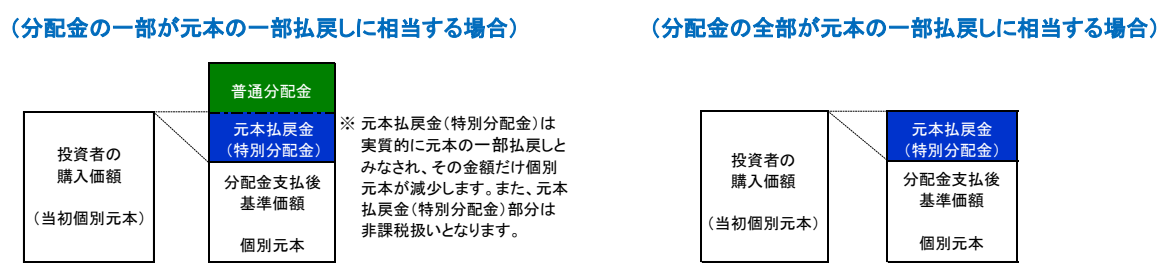 （分配金の一部が元本の一部払戻しに相当する場合）
普通分配金
元本払戻金
（特別分配金）
投資者の
購入価額
（当初個別元本）
分配金支払後
基準価額
個別元本
※ 元本払戻金（特別分配金）は
実質的に元本の一部払戻しと
みなされ、その金額だけ個別
元本が減少します。また、元本
払戻金（特別分配金）部分は
非課税扱いとなります。
（分配金の全部が元本の一部払戻しに相当する場合）
元本払戻金
（特別分配金）
投資者の
購入価額
（当初個別元本）
分配金支払後
基準価額
個別元本